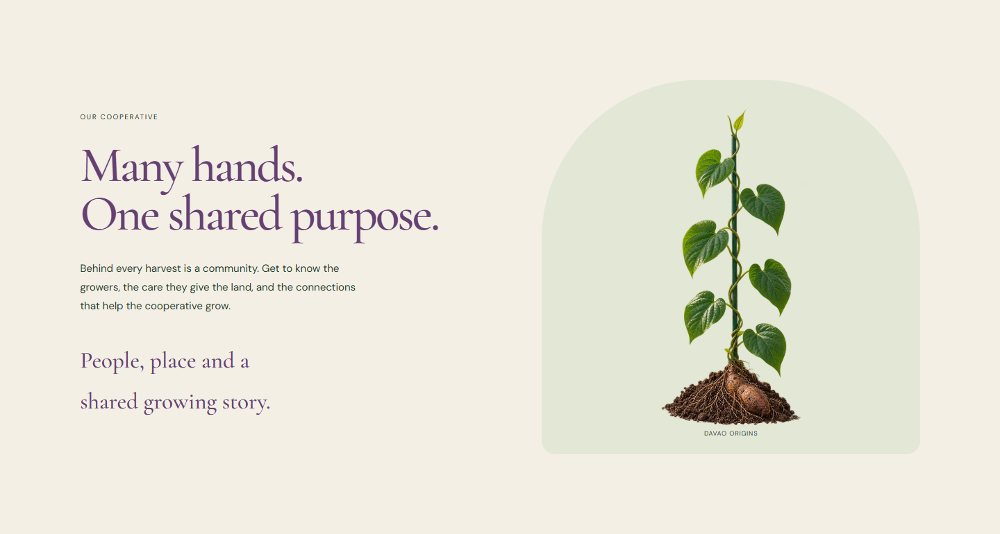 OUR COOPERATIVE
Many hands.
One shared purpose.
Behind every harvest is a community. Get to know the
growers, the care they give the land, and the connections
that help the cooperative grow.
People, place and a
shared growing story.
DAVAO ORIGINS